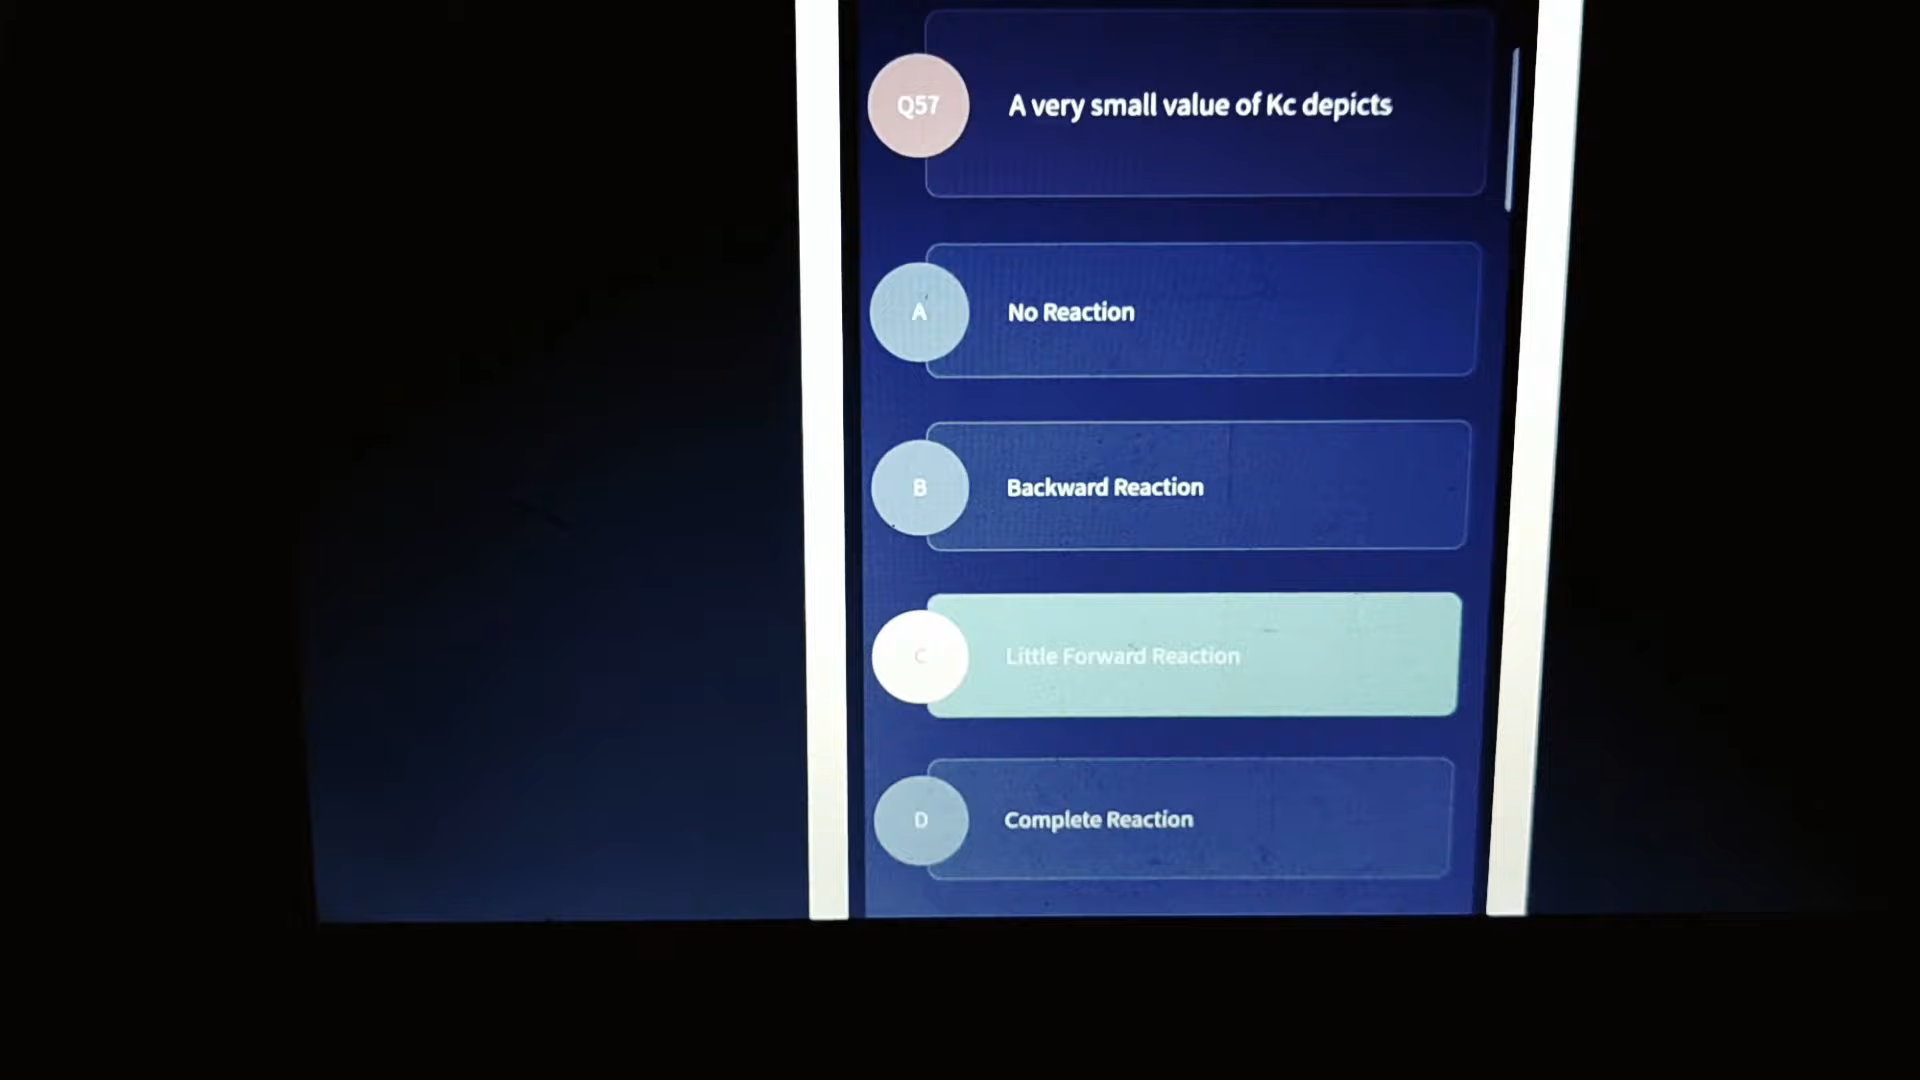 Q57 A very small value of Kc depicts
A No Reaction
B Backward Reaction
C Little Forward Reaction
D Complete Reaction